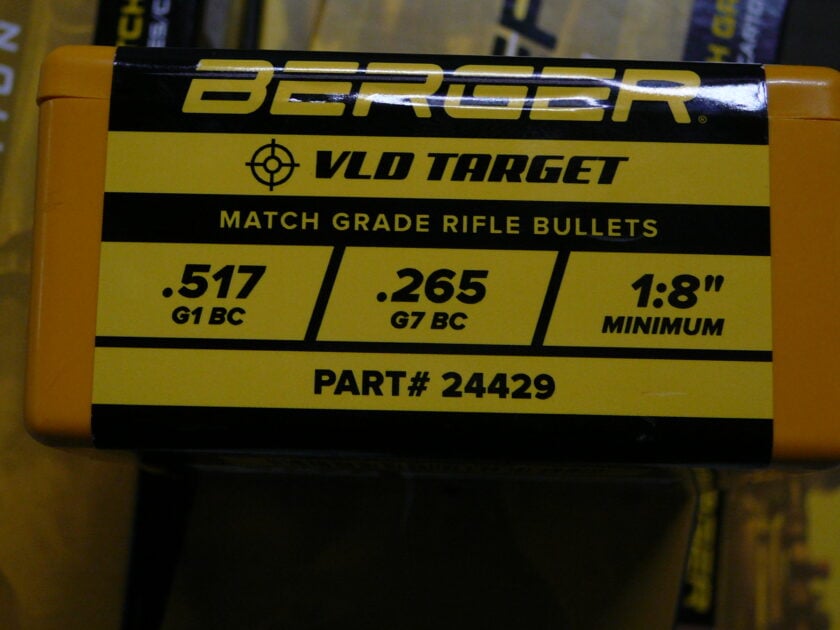 BERGER®
VLD TARGET
MATCH GRADE RIFLE BULLETS
.517
G1 BC
.265
G7 BC
1:8"
MINIMUM
PART# 24429